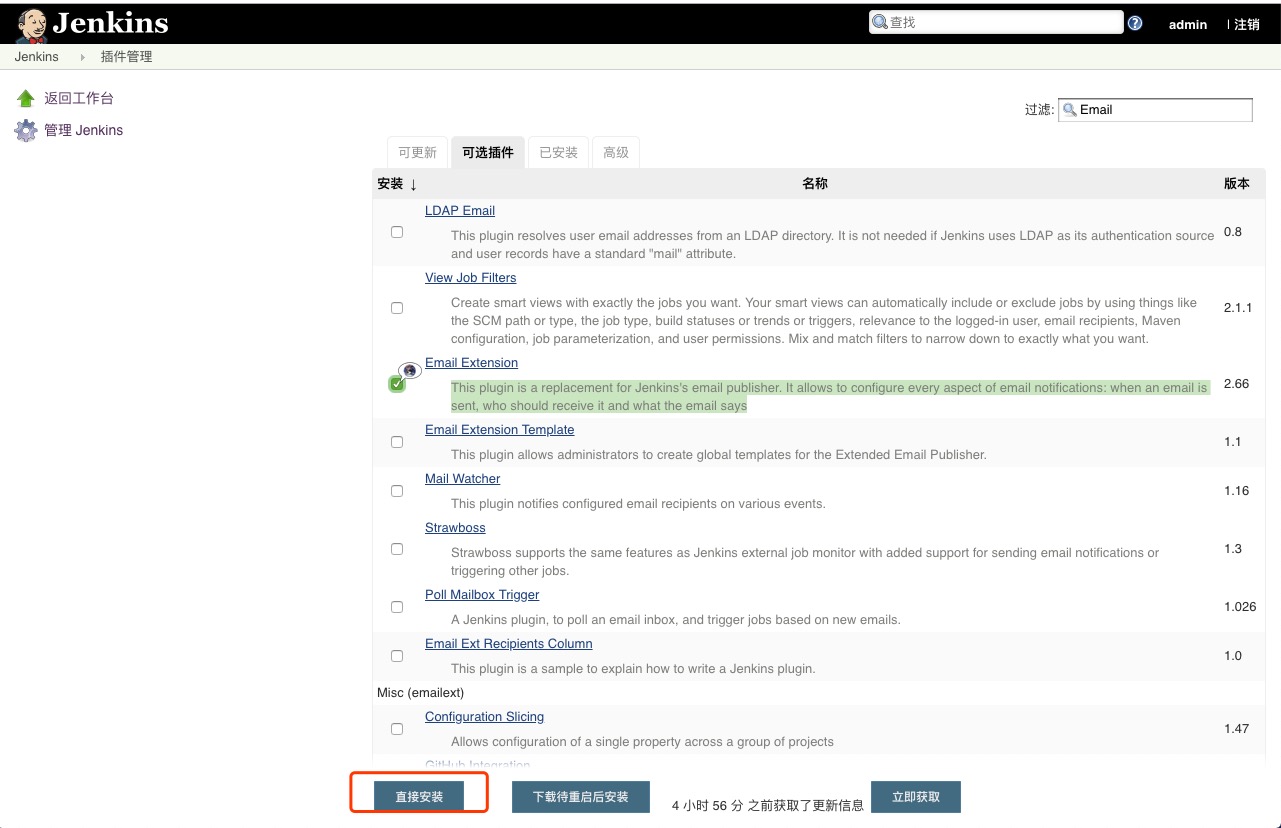 Jenkins
查找
admin
| 注销
Jenkins
插件管理
返回工作台
管理 Jenkins
过滤: Email
可更新 可选插件 已安装 高级
安装 ↓ 名称 版本
LDAP Email
This plugin resolves user email addresses from an LDAP directory. It is not needed if Jenkins uses LDAP as its authentication source
and user records have a standard "mail" attribute.
0.8
View Job Filters
Create smart views with exactly the jobs you want. Your smart views can automatically include or exclude jobs by using things like
the SCM path or type, the job type, build statuses or trends or triggers, relevance to the logged-in user, email recipients, Maven
configuration, job parameterization, and user permissions. Mix and match filters to narrow down to exactly what you want.
2.1.1
Email Extension
This plugin is a replacement for Jenkins's email publisher. It allows to configure every aspect of email notifications: when an email is
sent, who should receive it and what the email says
2.66
Email Extension Template
This plugin allows administrators to create global templates for the Extended Email Publisher.
1.1
Mail Watcher
This plugin notifies configured email recipients on various events.
1.16
Strawboss
Strawboss supports the same features as Jenkins external job monitor with added support for sending email notifications or
triggering other jobs.
1.3
Poll Mailbox Trigger
A Jenkins plugin, to poll an email inbox, and trigger jobs based on new emails.
1.026
Email Ext Recipients Column
This plugin is a sample to explain how to write a Jenkins plugin.
1.0
Misc (emailext)
Configuration Slicing
Allows configuration of a single property across a group of projects
1.47
GitHub Integration
直接安装
下载待重启后安装
4 小时 56 分 之前获取了更新信息
立即获取